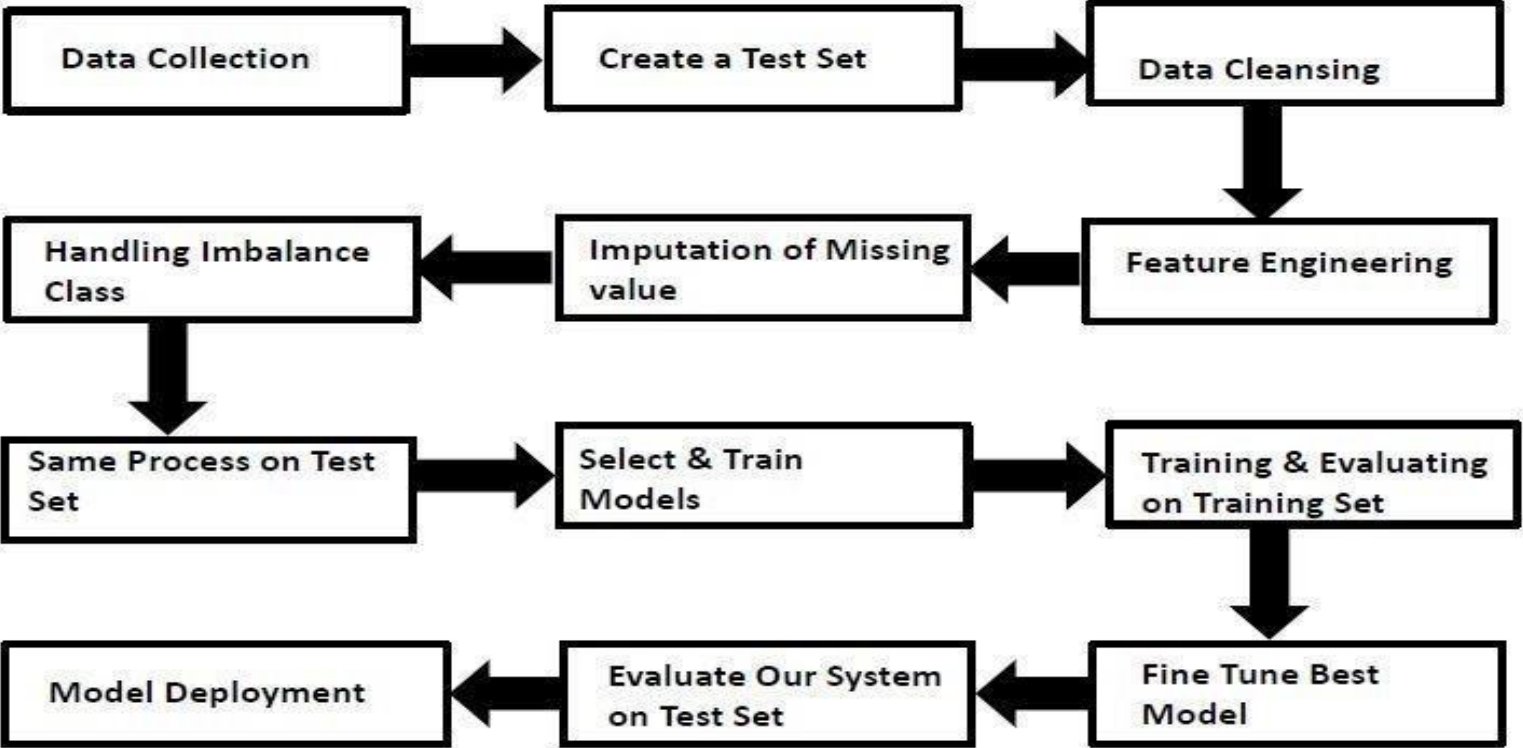 Data Collection
Create a Test Set
Data Cleansing
Feature Engineering
Imputation of Missing
value
Handling Imbalance
Class
Same Process on Test
Set
Select & Train
Models
Training & Evaluating
on Training Set
Fine Tune Best
Model
Evaluate Our System
on Test Set
Model Deployment